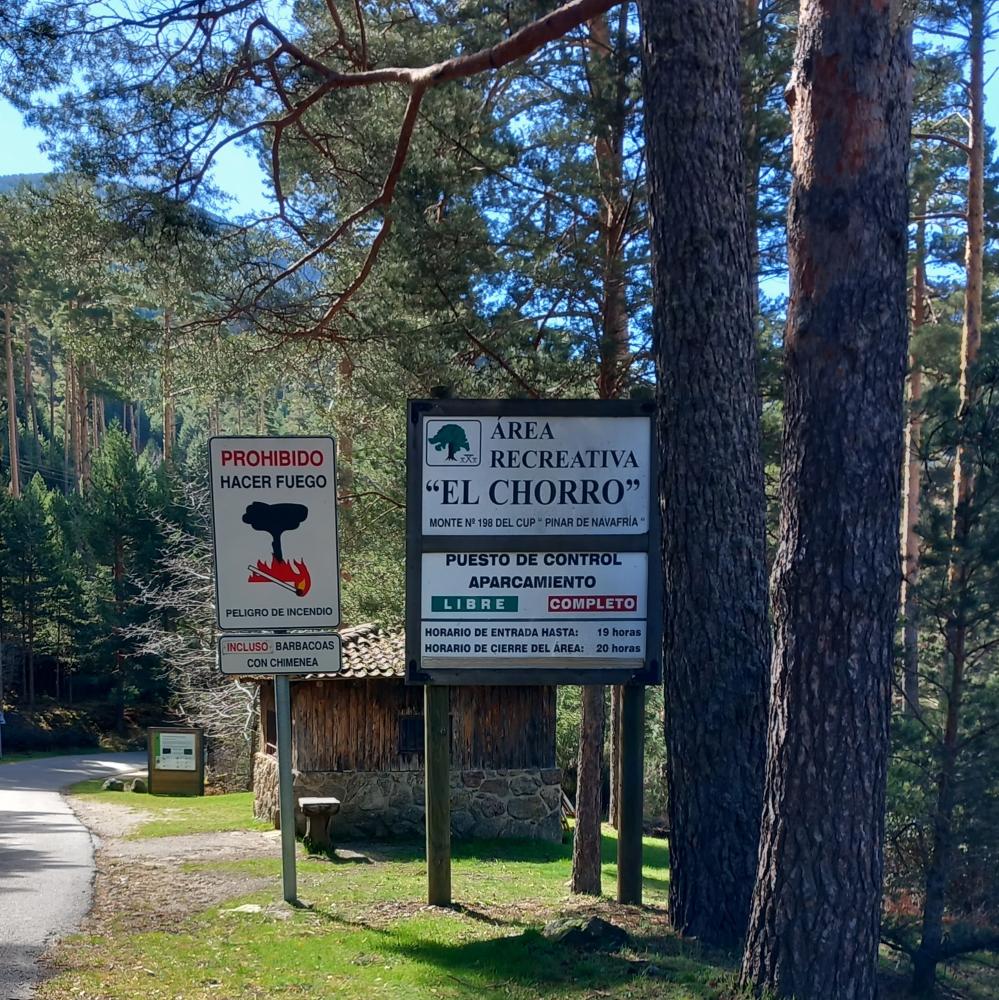 PROHIBIDO
HACER FUEGO
PELIGRO DE INCENDIO
INCLUSO BARBACOAS
CON CHIMENEA
ÁREA
RECREATIVA
“EL CHORRO”
MONTE Nº 198 DEL CUP “ PINAR DE NAVAFRÍA “
PUESTO DE CONTROL
APARCAMIENTO
LIBRE COMPLETO
HORARIO DE ENTRADA HASTA: 19 horas
HORARIO DE CIERRE DEL ÁREA: 20 horas